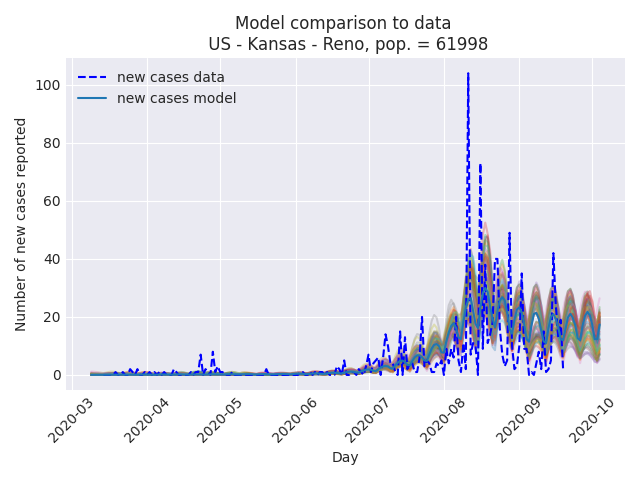 Model comparison to data
US - Kansas - Reno, pop. = 61998
new cases data
new cases model
Number of new cases reported
100
80
60
40
20
0
2020-03
2020-04
2020-05
2020-06
2020-07
2020-08
2020-09
2020-10
Day